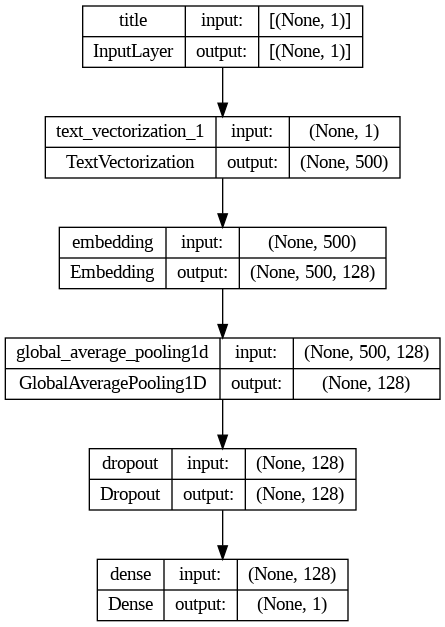 title input: [(None, 1)]
InputLayer output: [(None, 1)]
text_vectorization_1 input: (None, 1)
TextVectorization output: (None, 500)
embedding input: (None, 500)
Embedding output: (None, 500, 128)
global_average_pooling1d input: (None, 500, 128)
GlobalAveragePooling1D output: (None, 128)
dropout input: (None, 128)
Dropout output: (None, 128)
dense input: (None, 128)
Dense output: (None, 1)